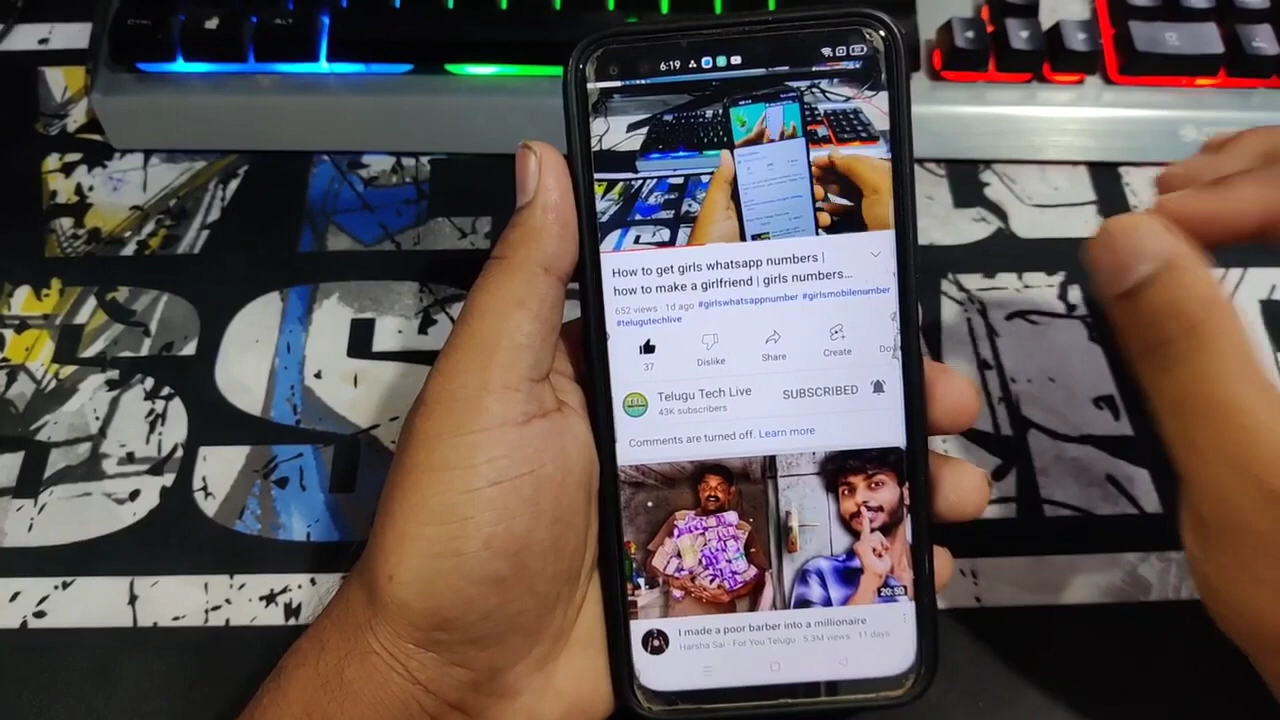 CTRL
ALT
6:19
How to get girls whatsapp numbers |
how to make a girlfriend | girls numbers...
652 views · 1d ago #girlswhatsappnumber #girlsmobilenumber
#telugutechlive
37
Dislike
Share
Create
Telugu Tech Live
43K subscribers
SUBSCRIBED
Comments are turned off. Learn more
20:50
I made a poor barber into a millionaire
Harsha Sai - For You Telugu · 5.3M views · 11 days